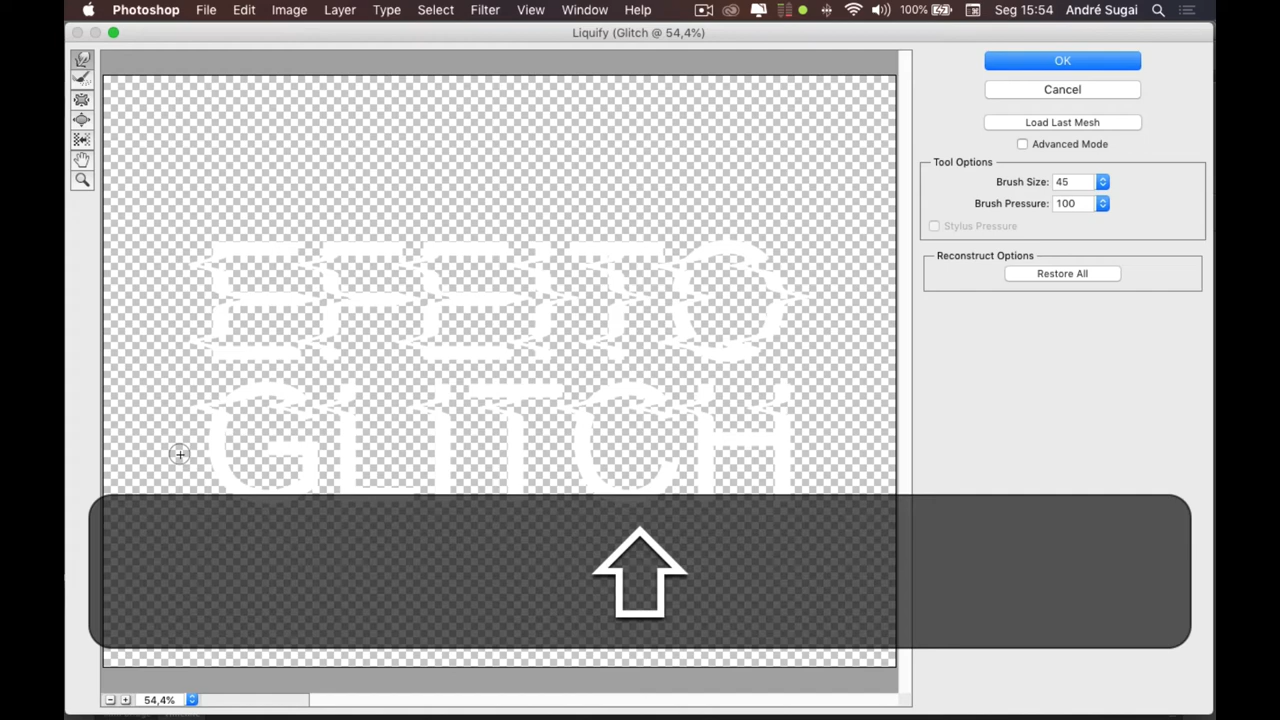 Photoshop File Edit Image Layer Type Select Filter View Window Help 100% Seg 15:54 André Sugai
Liquify (Glitch @ 54,4%)
OK
Cancel
Load Last Mesh
Advanced Mode
Tool Options
Brush Size: 45
Brush Pressure: 100
Stylus Pressure
Reconstruct Options
Restore All
EFEITO
GLITCH
54,4%